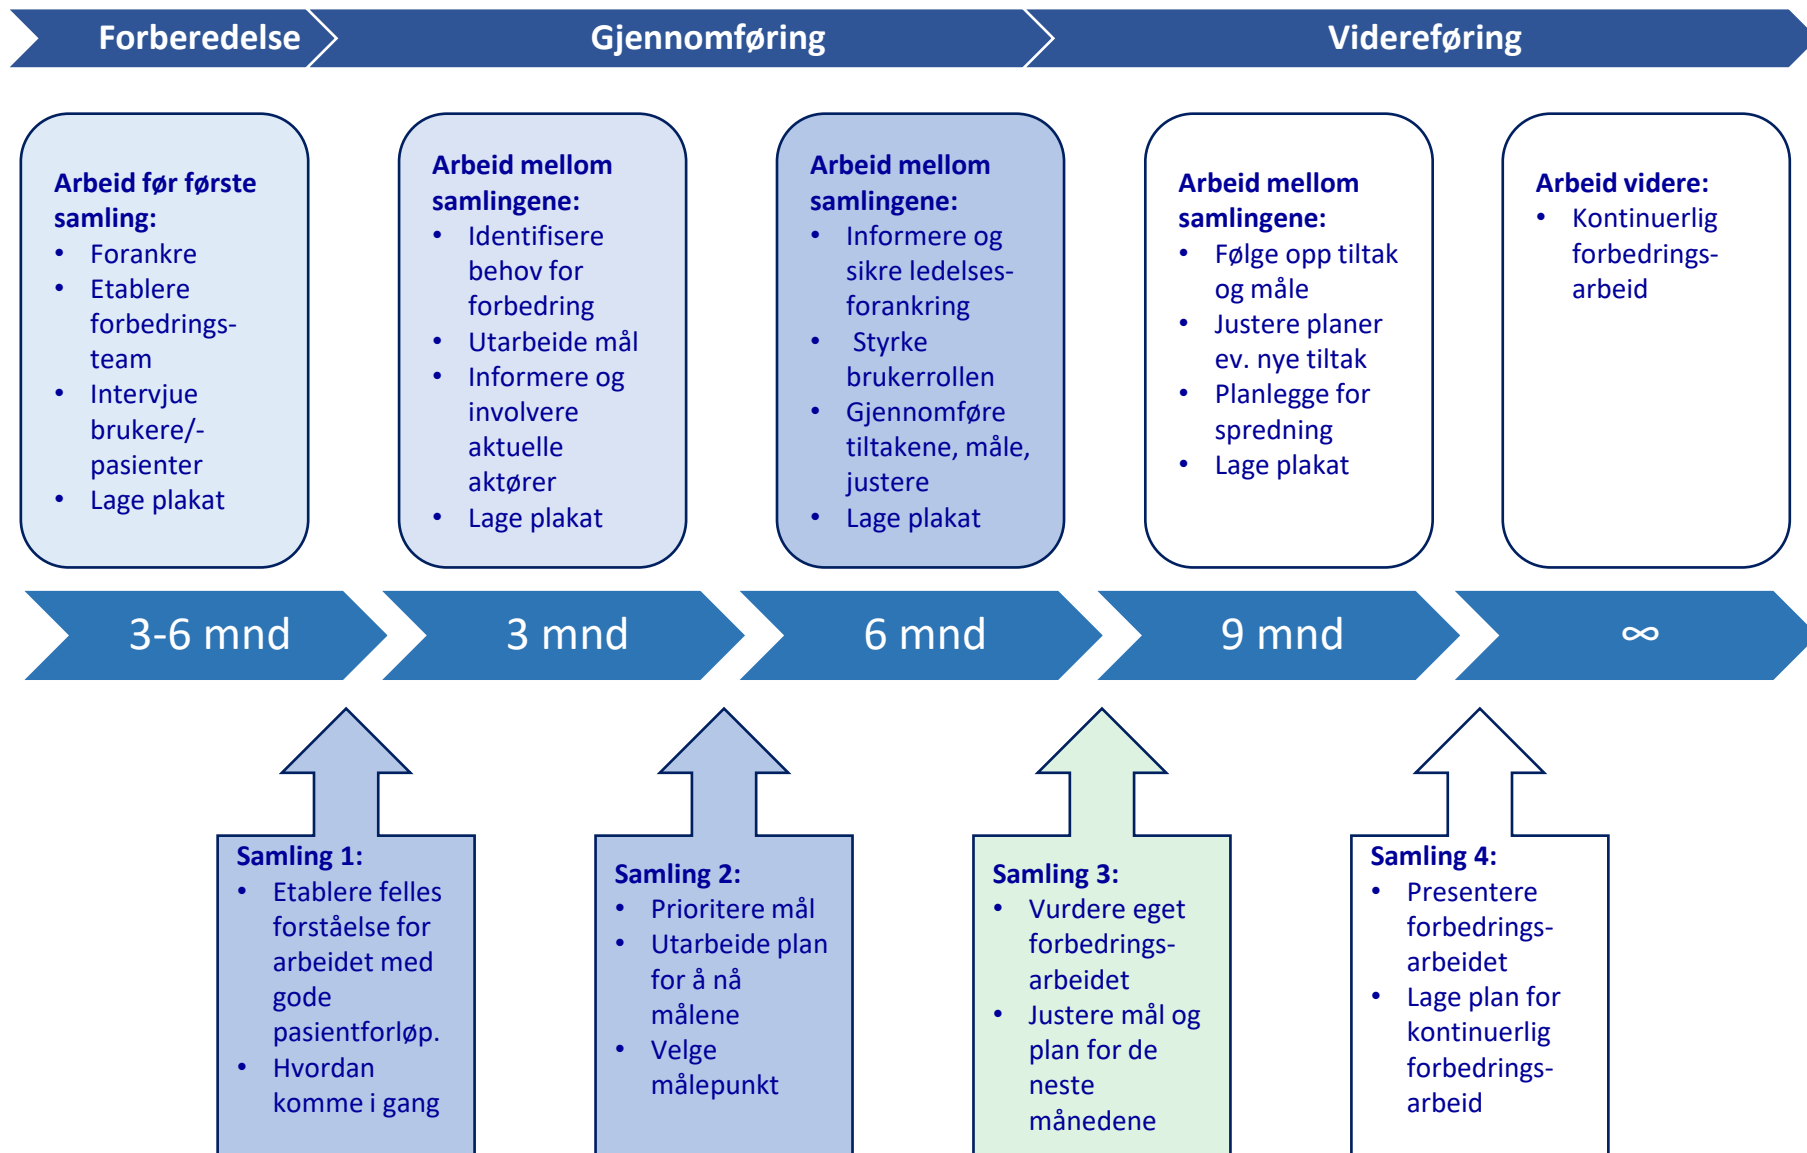 Forberedelse
Gjennomføring
Videreføring
Arbeid før første
samling:
• Forankre
• Etablere
forbedrings-
team
• Intervjue
brukere/-
pasienter
• Lage plakat
Arbeid mellom
samlingene:
• Identifisere
behov for
forbedring
• Utarbeide mål
• Informere og
involvere
aktuelle
aktører
• Lage plakat
Arbeid mellom
samlingene:
• Informere og
sikre ledelses-
forankring
• Styrke
brukerrollen
• Gjennomføre
tiltakene, måle,
justere
• Lage plakat
Arbeid mellom
samlingene:
• Følge opp tiltak
og måle
• Justere planer
ev. nye tiltak
• Planlegge for
spredning
• Lage plakat
Arbeid videre:
• Kontinuerlig
forbedrings-
arbeid
3-6 mnd
3 mnd
6 mnd
9 mnd
∞
Samling 1:
• Etablere felles
forståelse for
arbeidet med
gode
pasientforløp.
• Hvordan
komme i gang
Samling 2:
• Prioritere mål
• Utarbeide plan
for å nå
målene
• Velge
målepunkt
Samling 3:
• Vurdere eget
forbedrings-
arbeidet
• Justere mål og
plan for de
neste
månedene
Samling 4:
• Presentere
forbedrings-
arbeidet
• Lage plan for
kontinuerlig
forbedrings-
arbeid